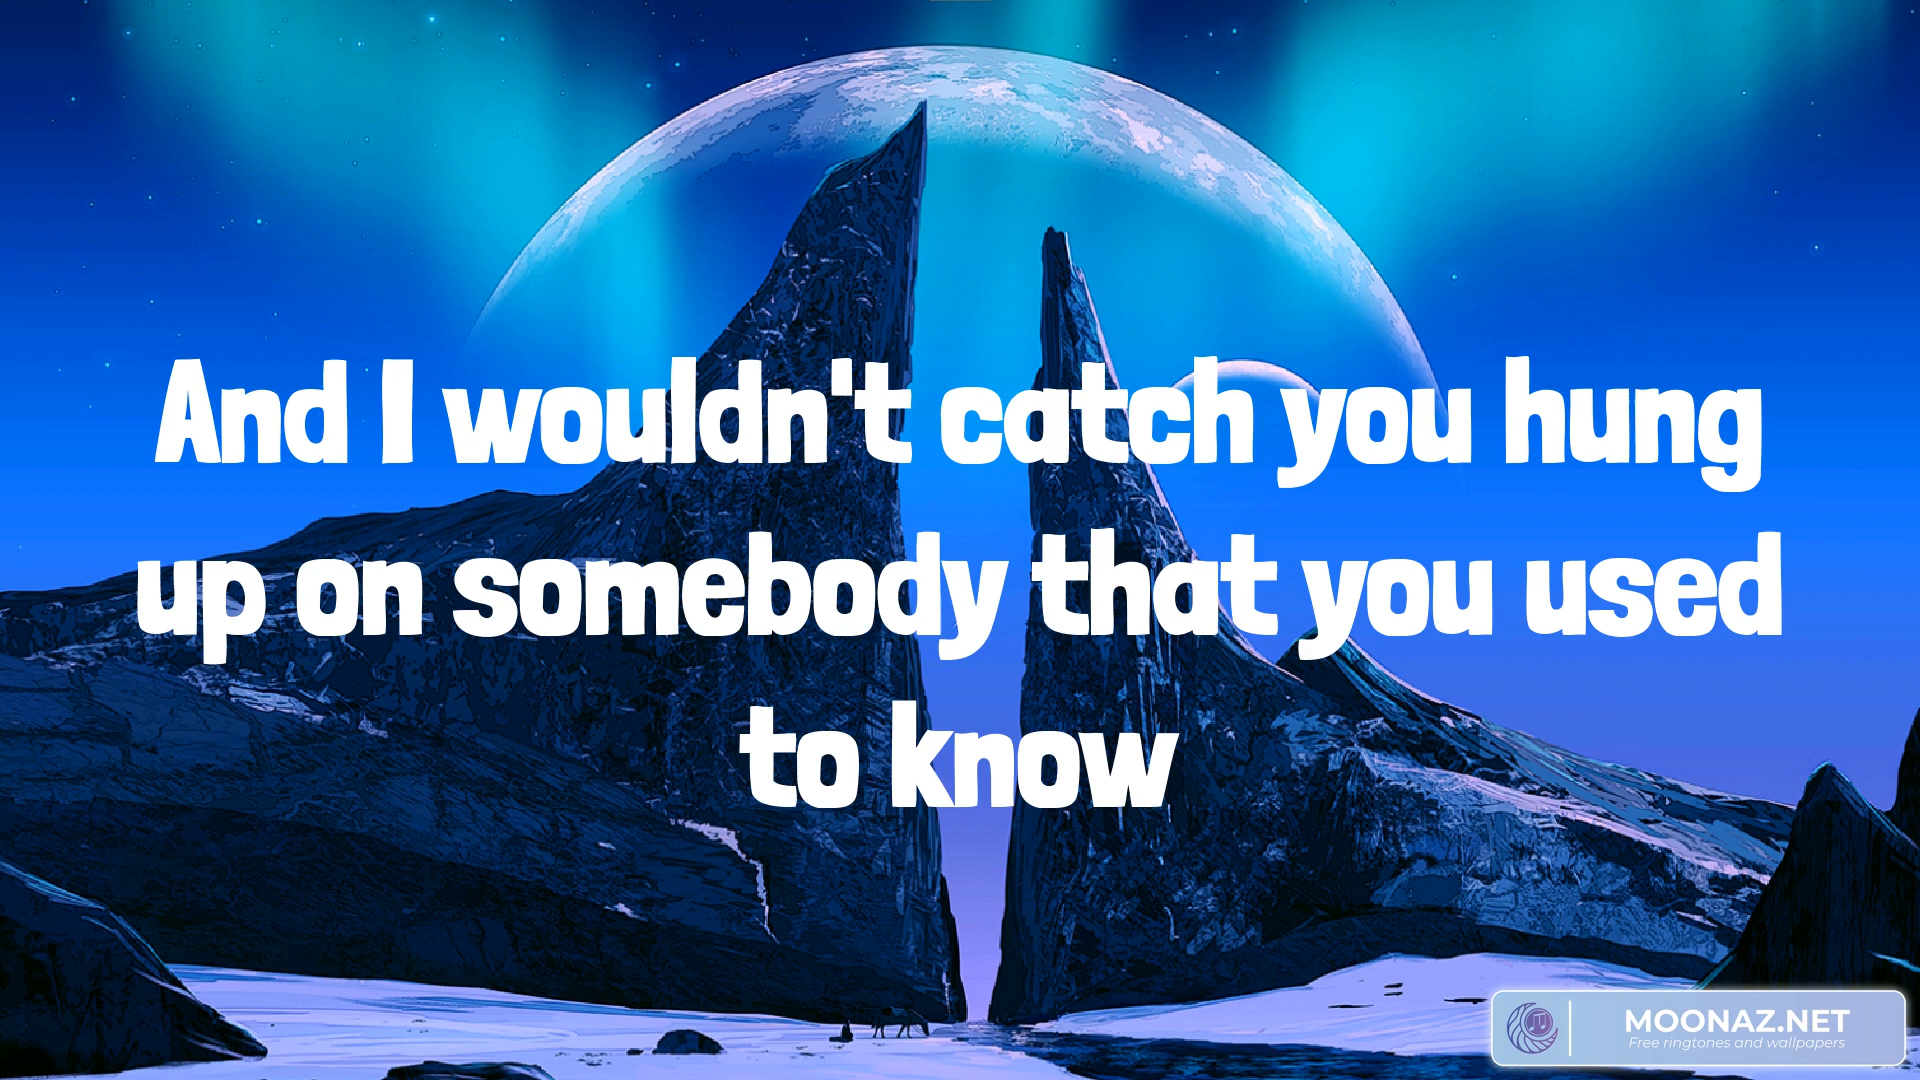 And I wouldn't catch you hung
up on somebody that you used
to know
MOONAZ.NET
Free ringtones and wallpapers